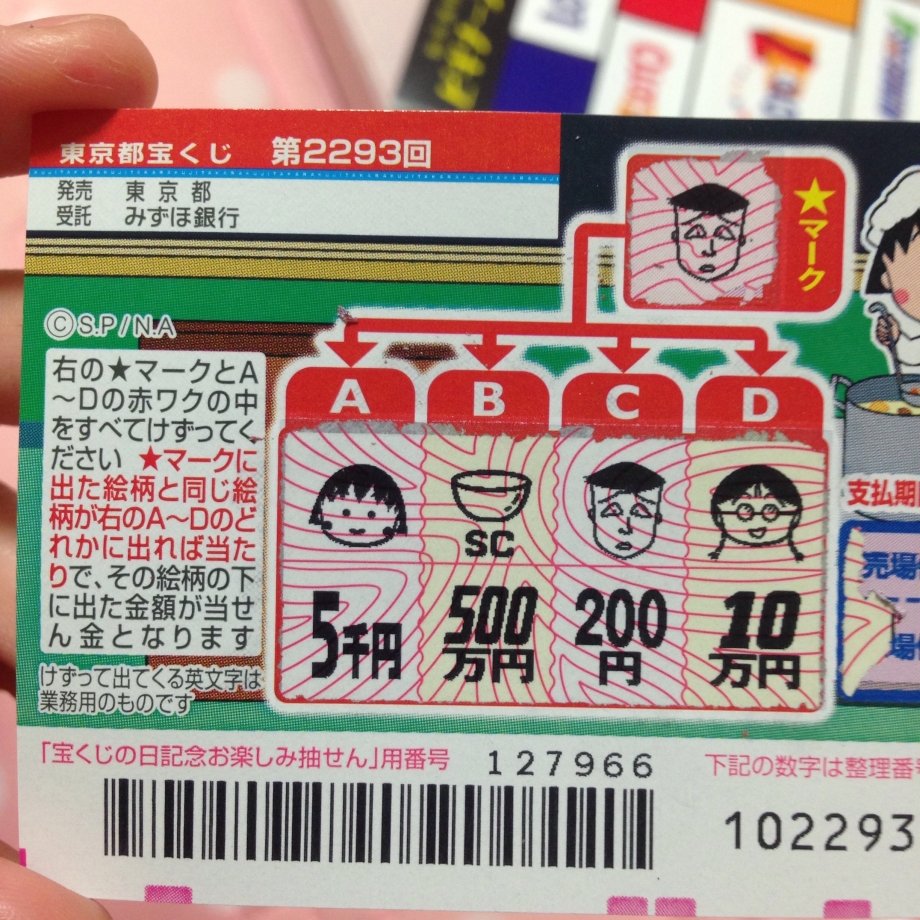 東京都宝くじ 第2293回
発売 東京都
受託 みずほ銀行
★マーク
©S.P/N.A
右の★マークとA
～Dの赤ワクの中
をすべてけずってく
ださい ★マークに
出た絵柄と同じ絵
柄が右のA～Dのど
れかに出れば当た
りで、その絵柄の下
に出た金額が当せ
ん金となります
けずって出てくる英文字は
業務用のものです
A B C D
SC
5千円 500万円 200円 10万円
支払期
売場
「宝くじの日記念お楽しみ抽せん」用番号 127966
下記の数字は整理番
102293